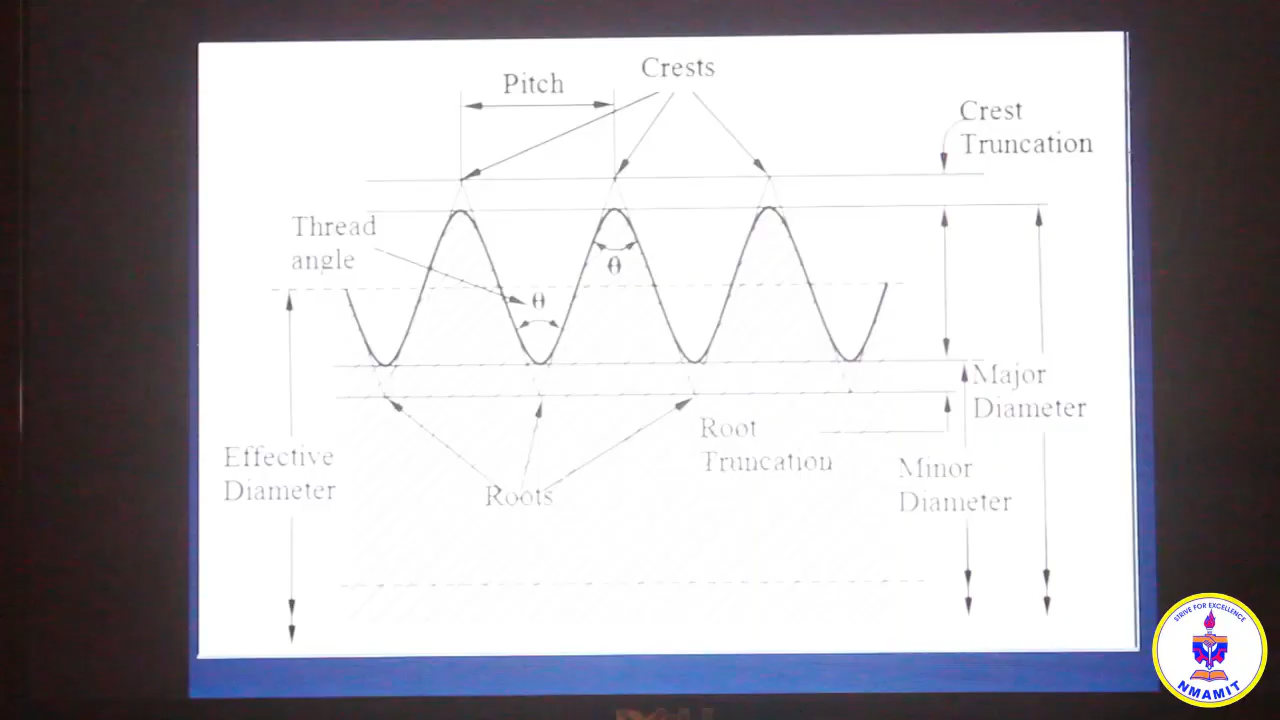 Pitch
Crests
Crest
Truncation
Thread
angle
θ
θ
Major
Diameter
Root
Truncation
Effective
Diameter
Minor
Diameter
Roots
STRIVE FOR EXCELLENCE
NMAMIT